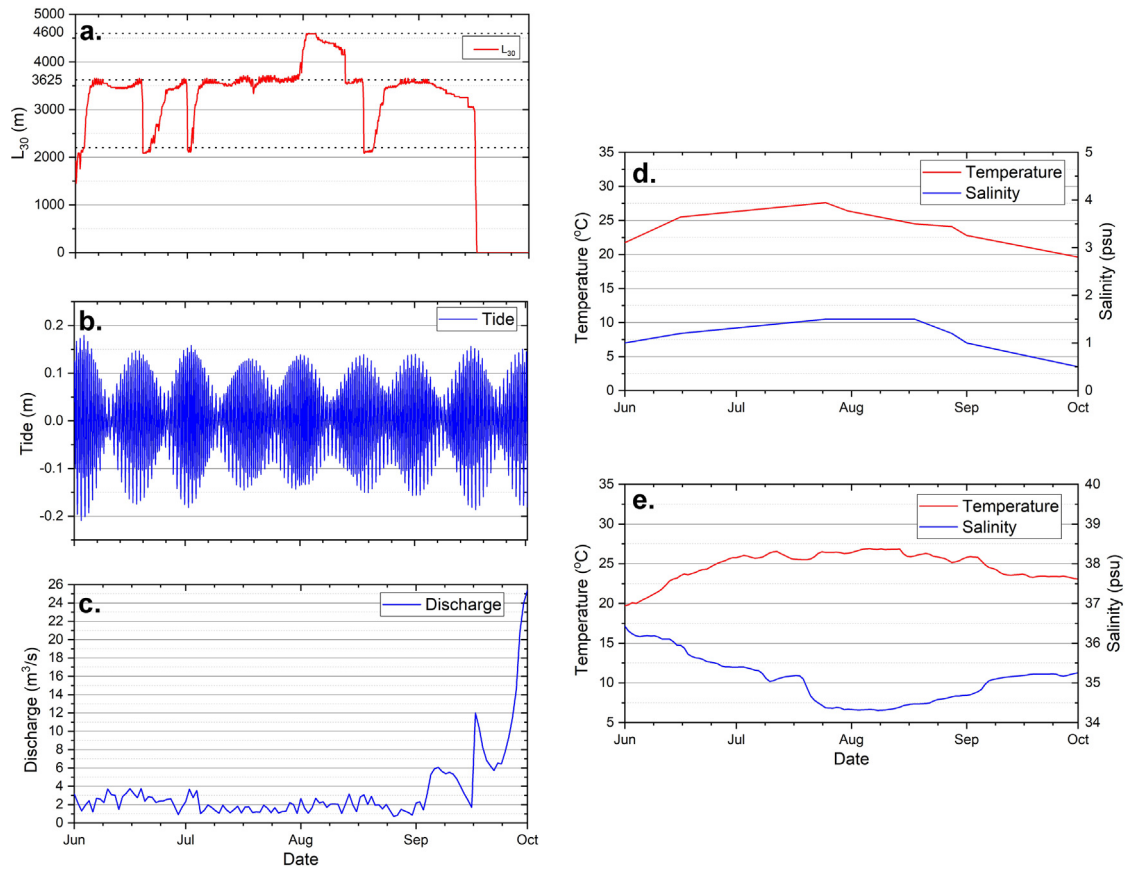 a.
5000
4600
4000
3625
3000
2000
1000
0
L30 (m)
L30
b.
0.2
0.1
0.0
-0.1
-0.2
Tide (m)
Tide
c.
26
24
22
20
18
16
14
12
10
8
6
4
2
0
Discharge (m3/s)
Discharge
Jun Jul Aug Sep Oct
Date
d.
35
30
25
20
15
10
5
0
Temperature (oC)
Temperature
Salinity
5
4
3
2
1
0
Salinity (psu)
Jun Jul Aug Sep Oct
e.
35
30
25
20
15
10
5
Temperature (oC)
Temperature
Salinity
40
39
38
37
36
35
34
Salinity (psu)
Jun Jul Aug Sep Oct
Date